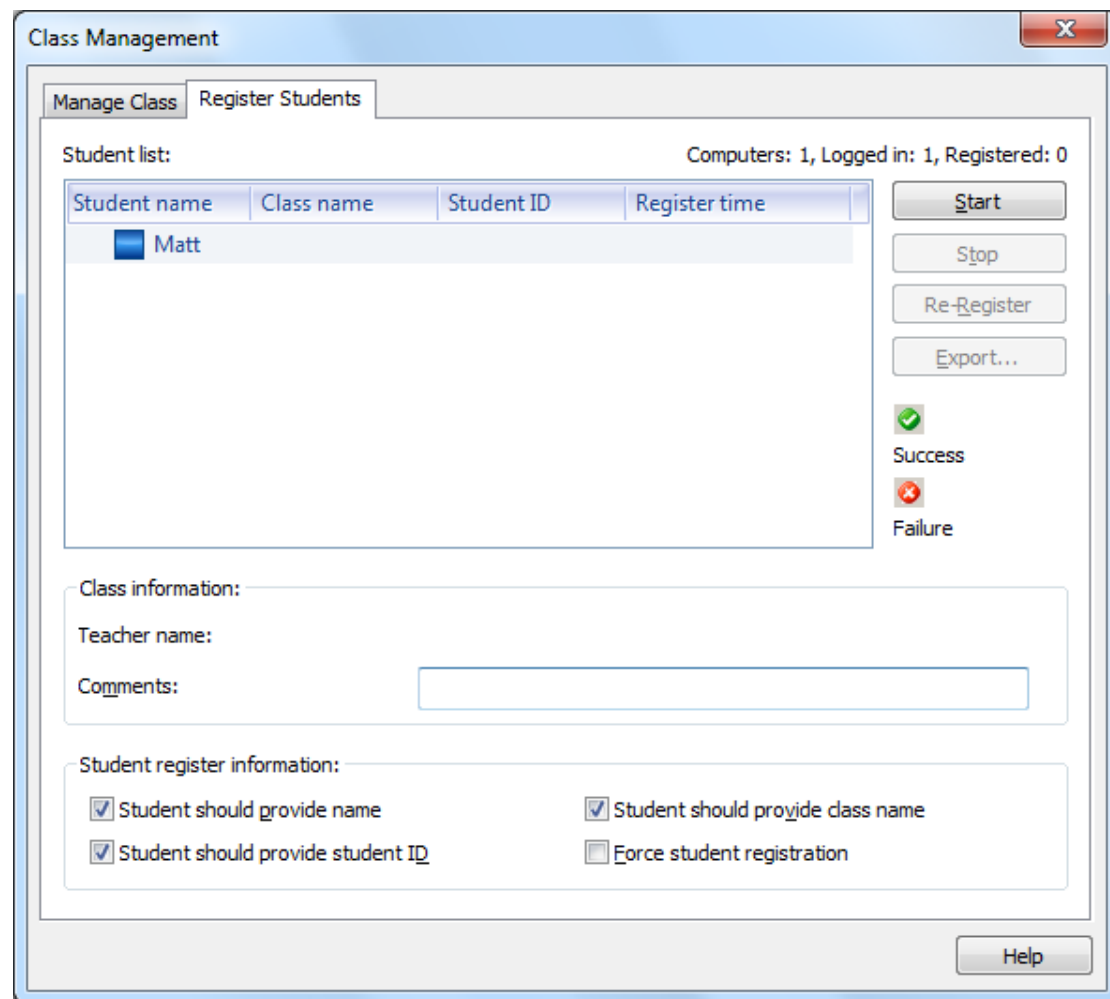 Class Management
Manage Class Register Students
Student list: Computers: 1, Logged in: 1, Registered: 0
Student name Class name Student ID Register time
Matt
Start
Stop
Re-Register
Export...
Success
Failure
Class information:
Teacher name:
Comments:
Student register information:
Student should provide name Student should provide class name
Student should provide student ID Force student registration
Help